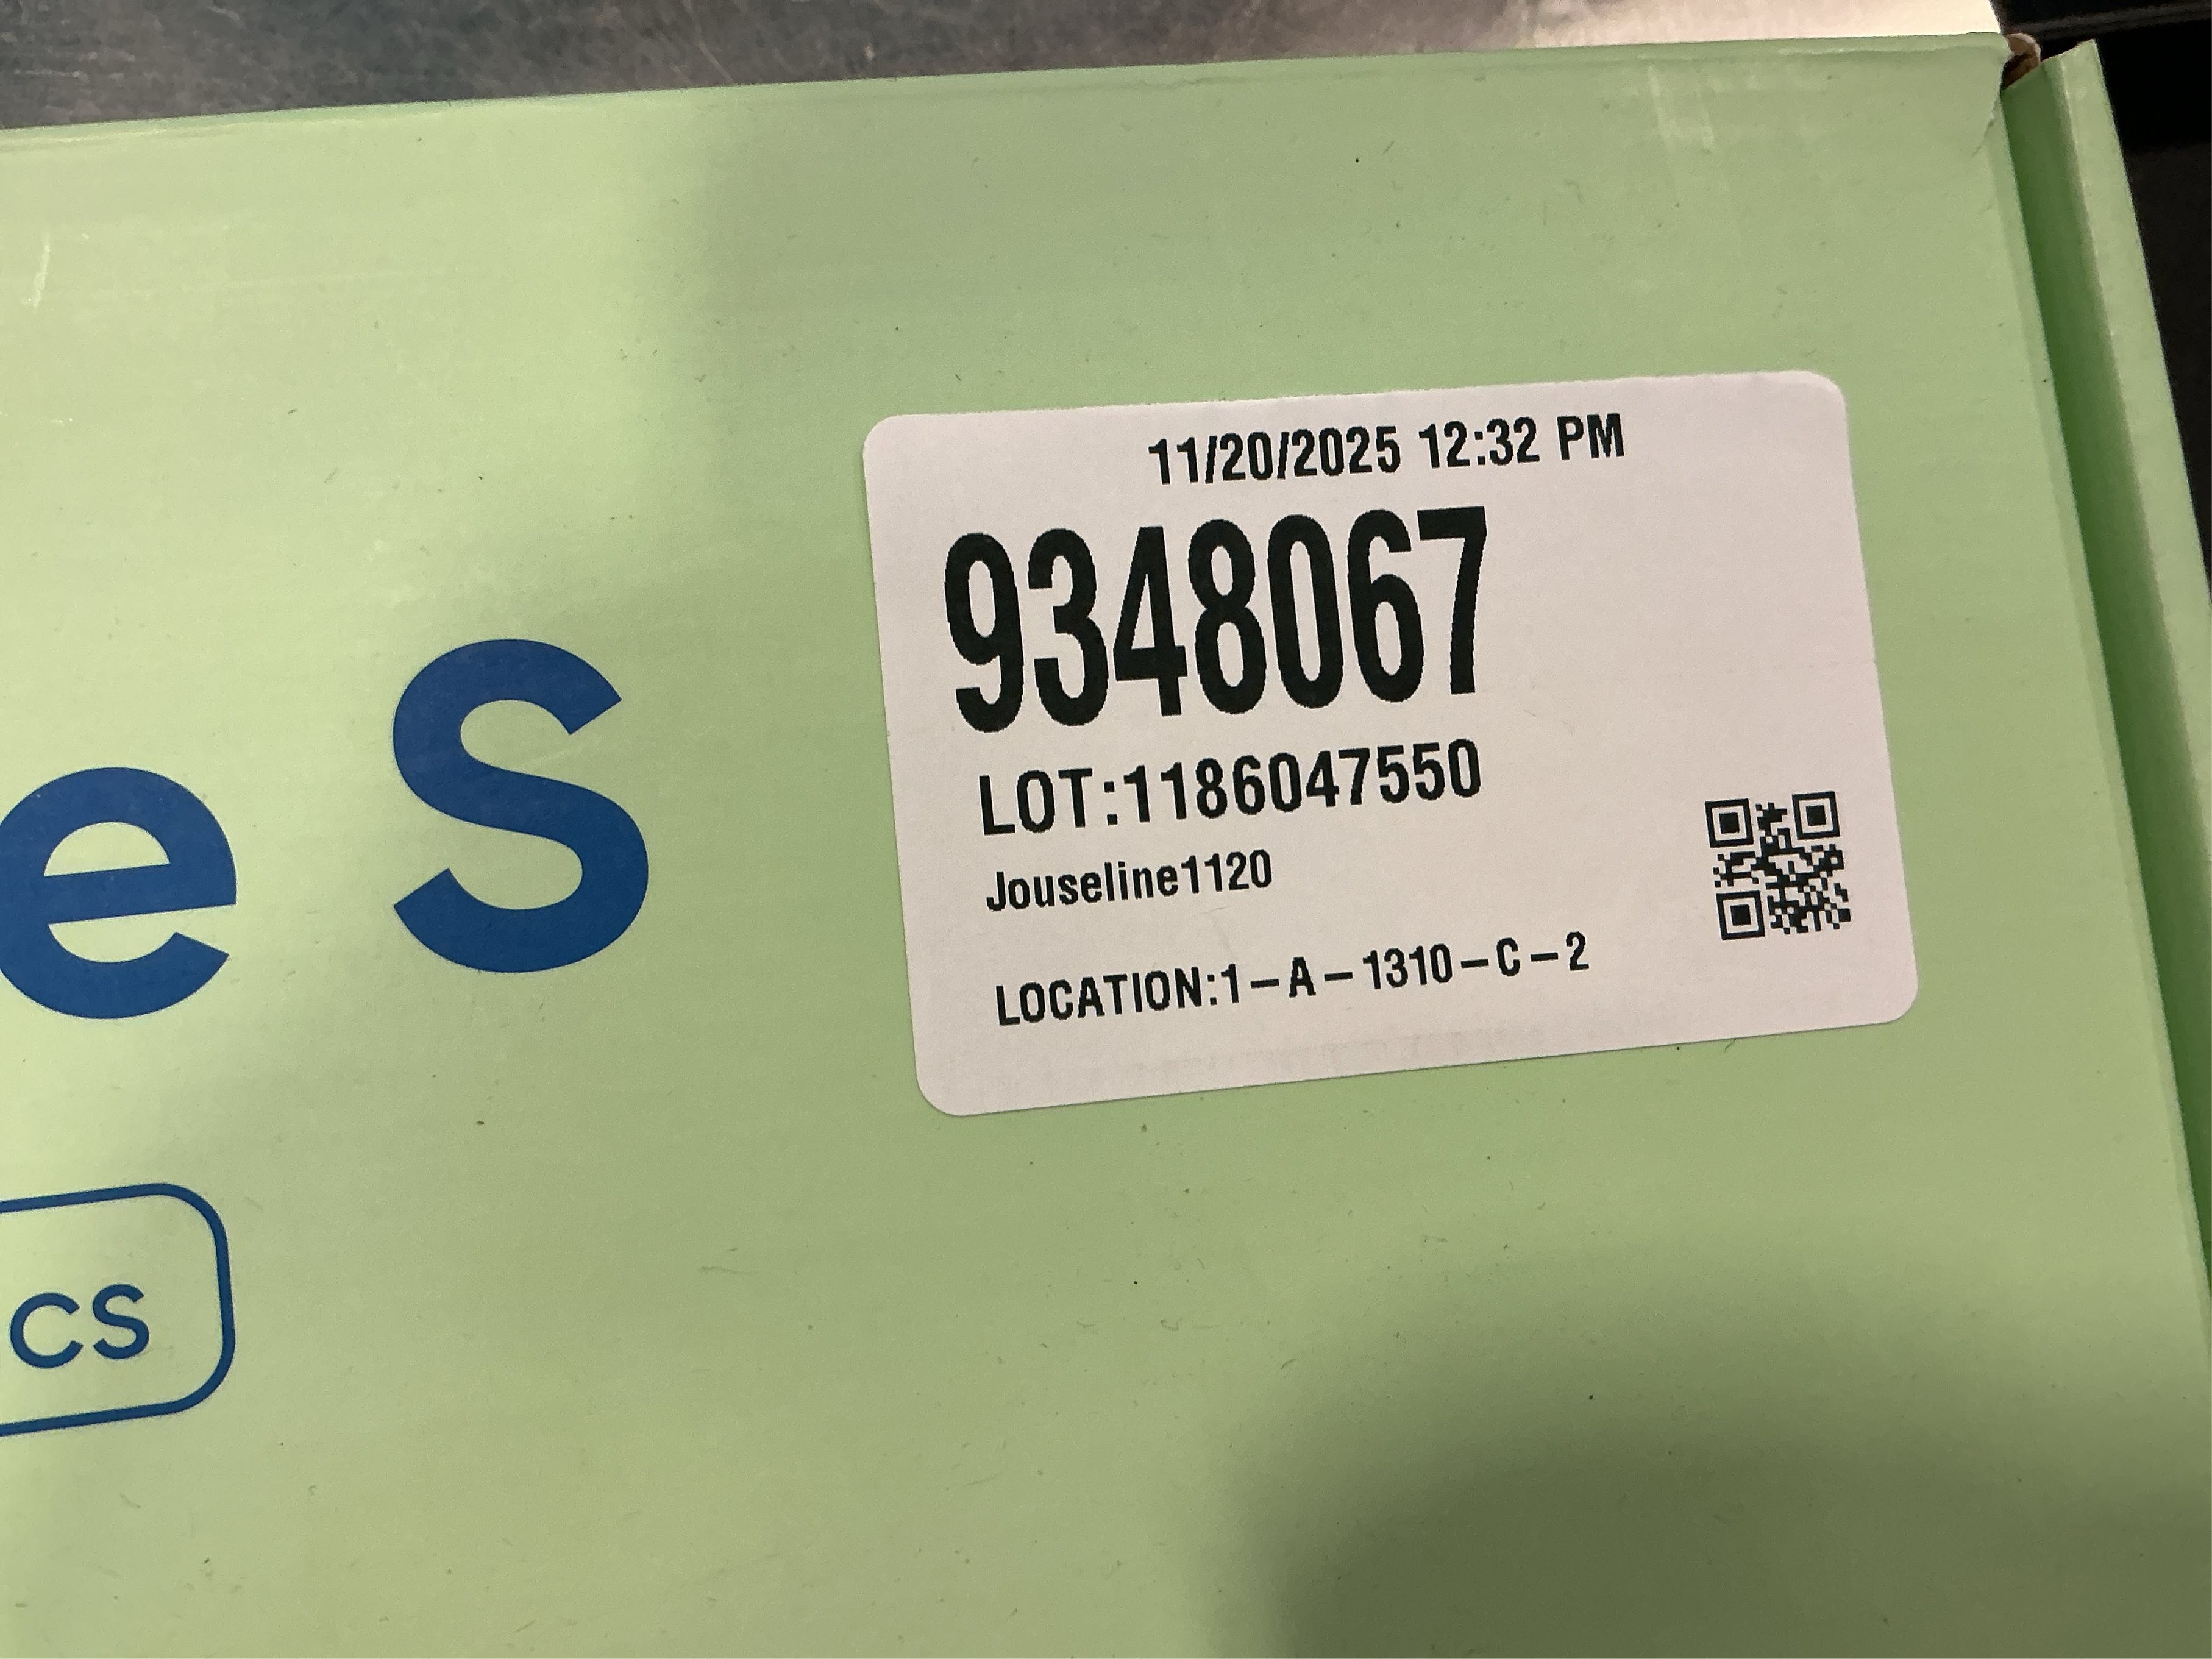 11/20/2025 12:32 PM
9348067
LOT:1186047550
Jouseline1120
LOCATION:1-A-1310-C-2
e S
cs